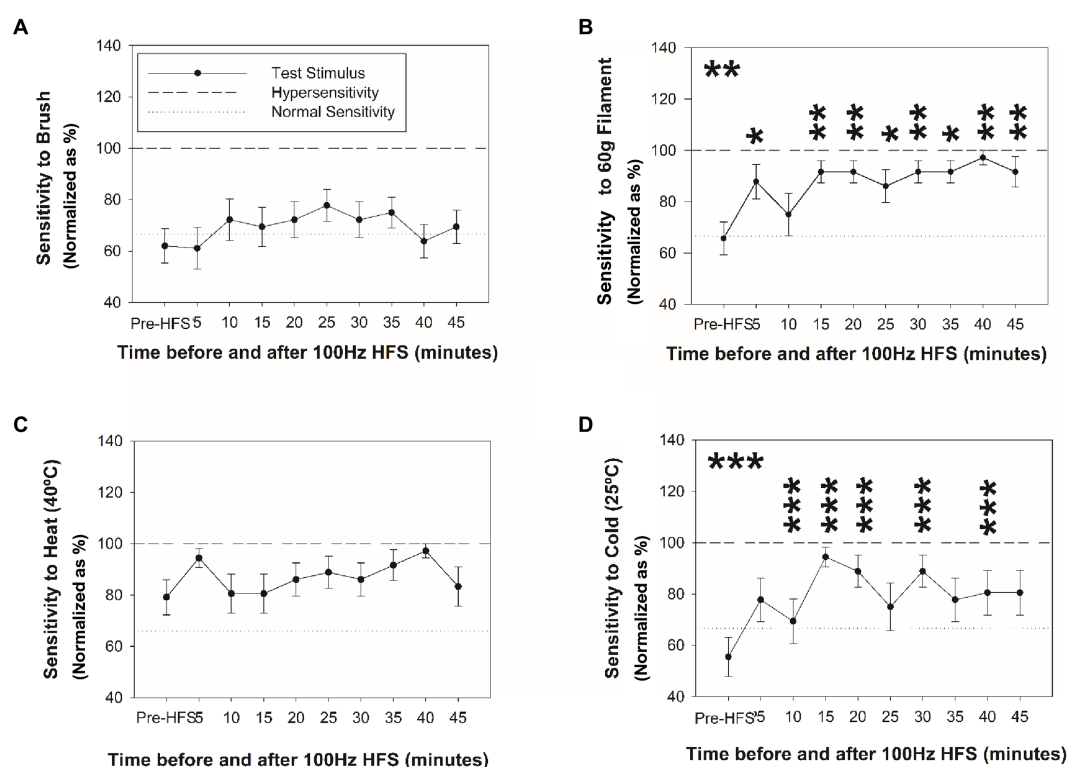 A
Sensitivity to Brush
(Normalized as %)
140
120
100
80
60
40
Test Stimulus
Hypersensitivity
Normal Sensitivity
Pre-HFS 5 10 15 20 25 30 35 40 45
Time before and after 100Hz HFS (minutes)
B
Sensitivity to 60g Filament
(Normalized as %)
140
120
100
80
60
40
**
* ** ** * ** * ** **
Pre-HFS 5 10 15 20 25 30 35 40 45
Time before and after 100Hz HFS (minutes)
C
Sensitivity to Heat (40ºC)
(Normalized as %)
140
120
100
80
60
40
Pre-HFS 5 10 15 20 25 30 35 40 45
Time before and after 100Hz HFS (minutes)
D
Sensitivity to Cold (25ºC)
(Normalized as %)
140
120
100
80
60
40
***
*** *** *** *** ***
Pre-HFS 5 10 15 20 25 30 35 40 45
Time before and after 100Hz HFS (minutes)